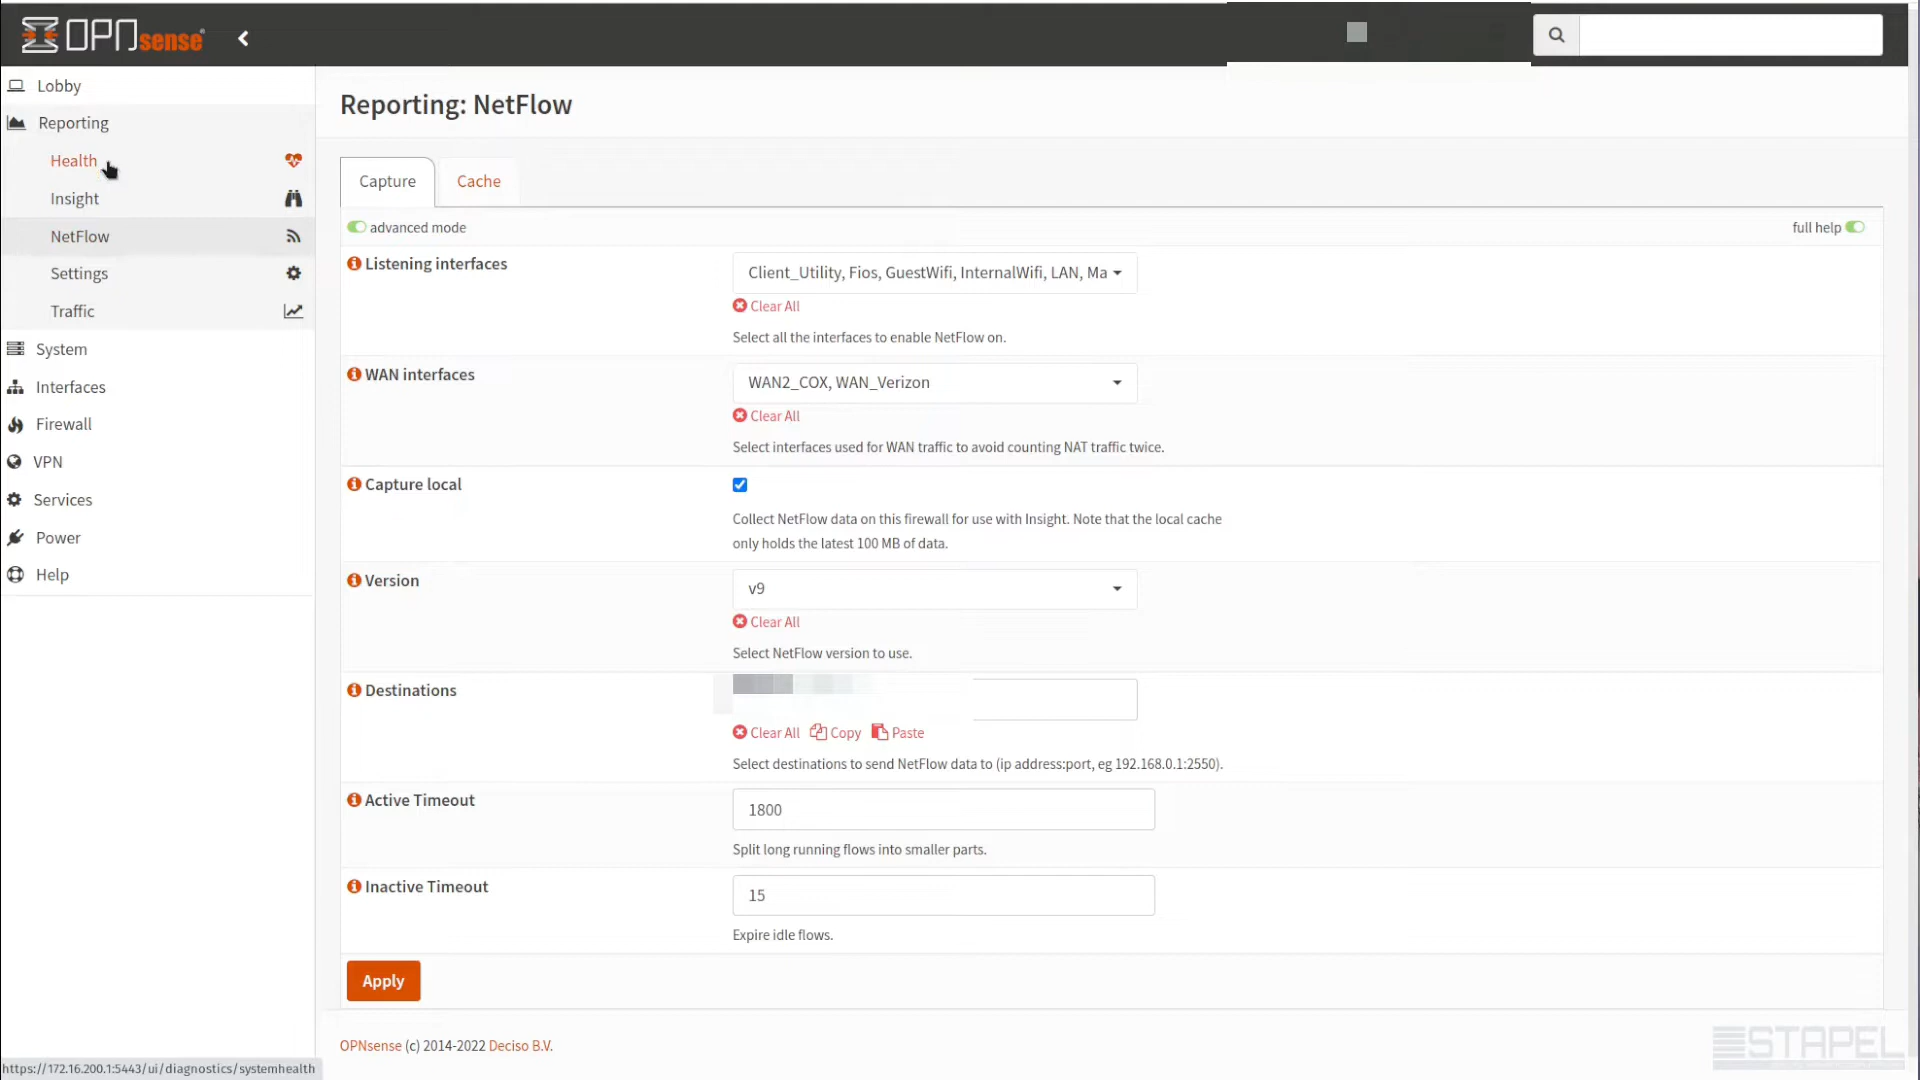 OPNsense
Lobby
Reporting
Health
Insight
NetFlow
Settings
Traffic
System
Interfaces
Firewall
VPN
Services
Power
Help
Reporting: NetFlow
Capture
Cache
advanced mode
full help
Listening interfaces
Client_Utility, Fios, GuestWifi, InternalWifi, LAN, Ma
Clear All
Select all the interfaces to enable NetFlow on.
WAN interfaces
WAN2_COX, WAN_Verizon
Clear All
Select interfaces used for WAN traffic to avoid counting NAT traffic twice.
Capture local
Collect NetFlow data on this firewall for use with Insight. Note that the local cache
only holds the latest 100 MB of data.
Version
v9
Clear All
Select NetFlow version to use.
Destinations
Clear All Copy Paste
Select destinations to send NetFlow data to (ip address:port, eg 192.168.0.1:2550).
Active Timeout
1800
Split long running flows into smaller parts.
Inactive Timeout
15
Expire idle flows.
Apply
OPNsense (c) 2014-2022 Deciso B.V.
STAPEL
https://172.16.200.1:5443/ui/diagnostics/systemhealth